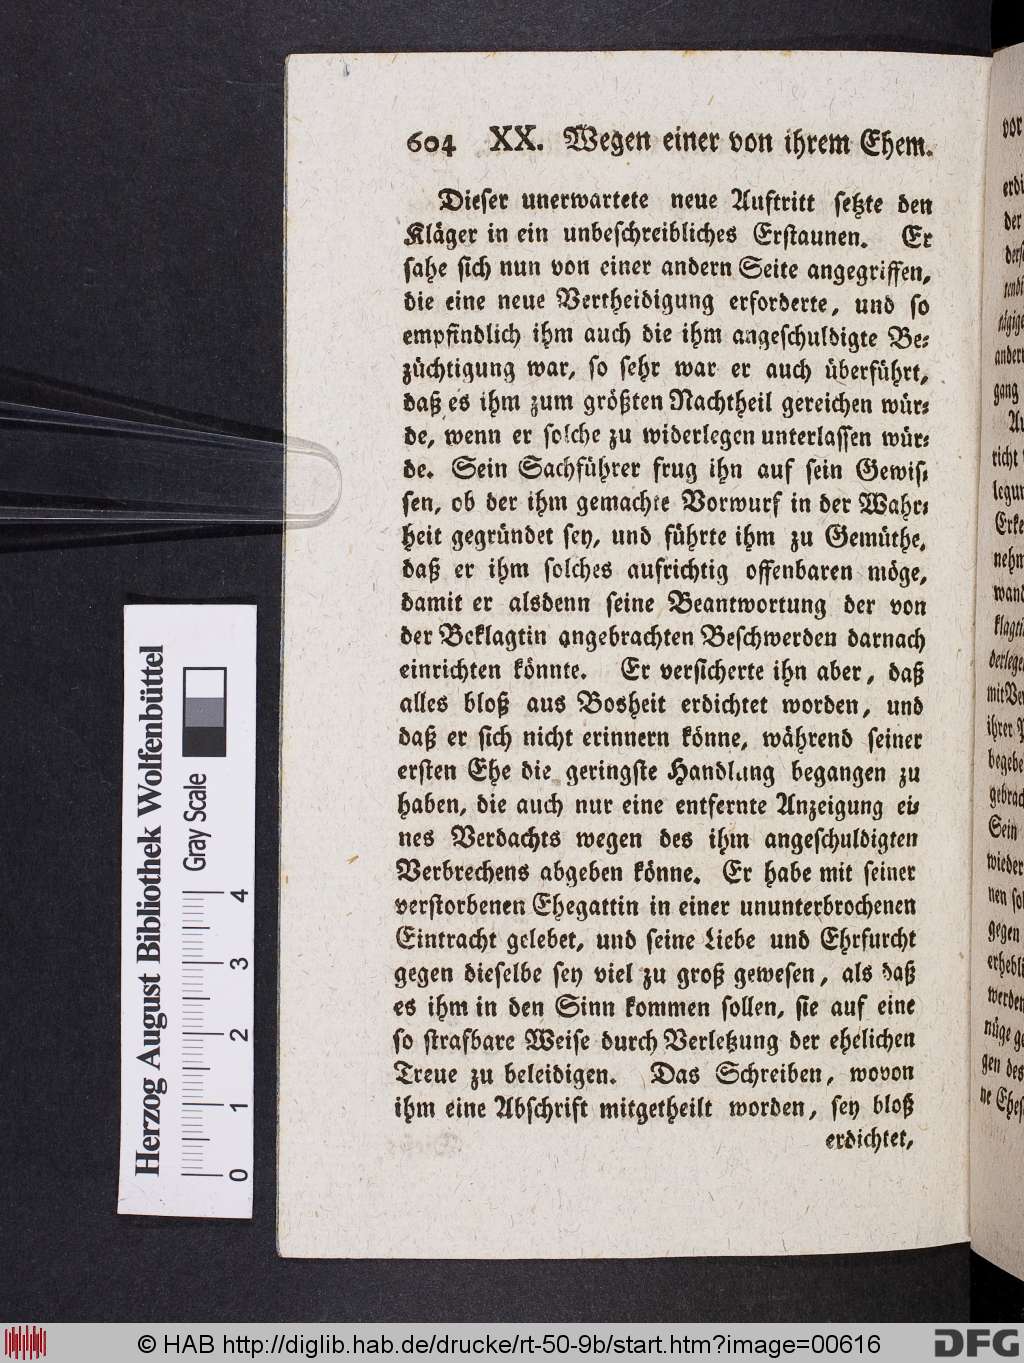 604 XX. Wegen einer von ihrem Ehem.
Dieser unerwartete neue Auftritt setzte den
Kläger in ein unbeschreibliches Erstaunen. Er
sahe sich nun von einer andern Seite angegriffen,
die eine neue Vertheidigung erforderte, und so
empfindlich ihm auch die ihm angeschuldigte Be-
züchtigung war, so sehr war er auch überführt,
daß es ihm zum größten Nachtheil gereichen wür-
de, wenn er solche zu widerlegen unterlassen wür-
de. Sein Sachführer frug ihn auf sein Gewis-
sen, ob der ihm gemachte Vorwurf in der Wahr-
heit gegründet sey, und führte ihm zu Gemüthe,
daß er ihm solches aufrichtig offenbaren möge,
damit er alsdenn seine Beantwortung der von
der Beklagtin angebrachten Beschwerden darnach
einrichten könnte. Er versicherte ihn aber, daß
alles bloß aus Bosheit erdichtet worden, und
daß er sich nicht erinnern könne, während seiner
ersten Ehe die geringste Handlung begangen zu
haben, die auch nur eine entfernte Anzeigung ei-
nes Verdachts wegen des ihm angeschuldigten
Verbrechens abgeben könne. Er habe mit seiner
verstorbenen Ehegattin in einer ununterbrochenen
Eintracht gelebet, und seine Liebe und Ehrfurcht
gegen dieselbe sey viel zu groß gewesen, als daß
es ihm in den Sinn kommen sollen, sie auf eine
so strafbare Weise durch Verletzung der ehelichen
Treue zu beleidigen. Das Schreiben, wovon
ihm eine Abschrift mitgetheilt worden, sey bloß
erdichtet,
Herzog August Bibliothek Wolfenbüttel
Gray Scale
0 1 2 3 4
© HAB http://diglib.hab.de/drucke/rt-50-9b/start.htm?image=00616
DFG